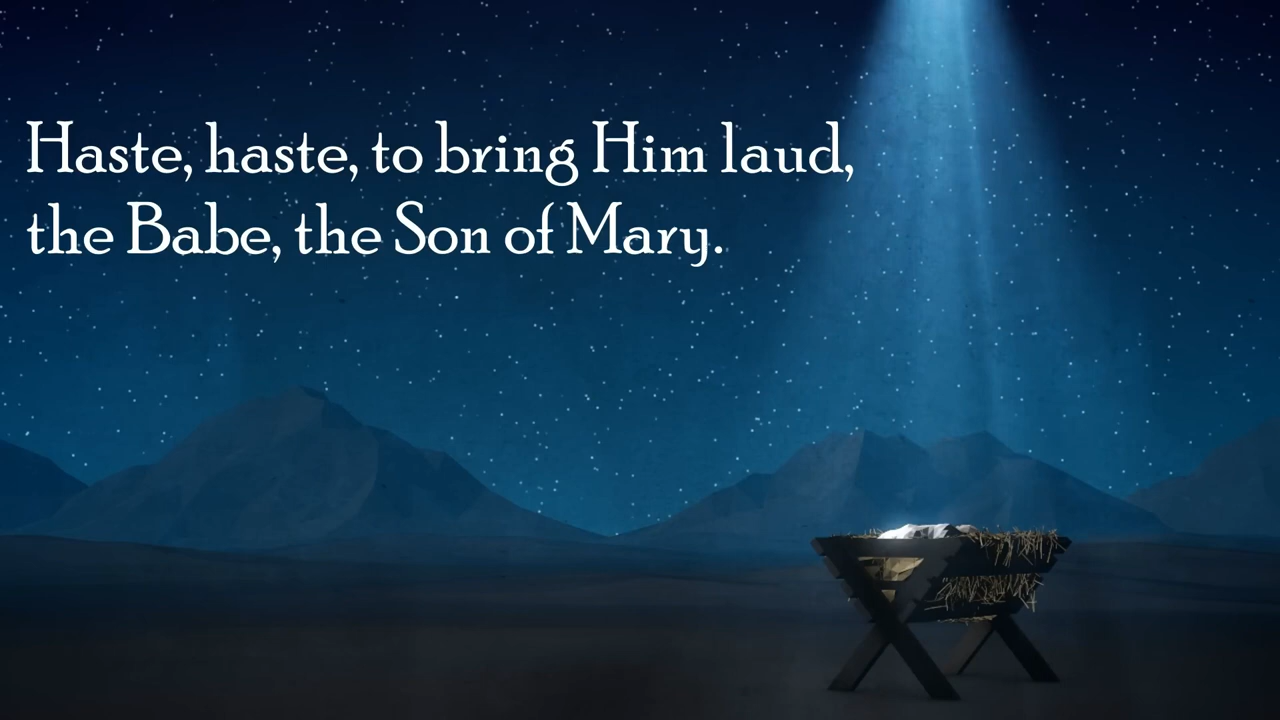 Haste, haste, to bring Him laud,
the Babe, the Son of Mary.